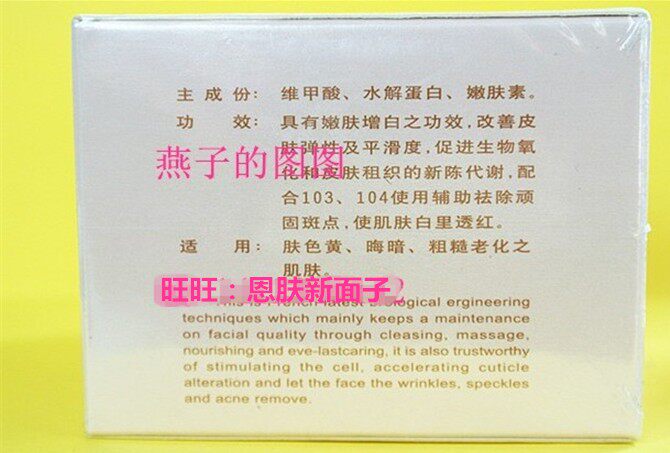 主成份：维甲酸、水解蛋白、嫩肤素。
功 效：具有嫩肤增白之功效，改善皮
肤弹性及平滑度，促进生物氧
燕子的图图
化和皮肤组织的新陈代谢，配
合103、104使用辅助祛除顽
固斑点，使肌肤白里透红。
适 用：肤色黄、晦暗、粗糙老化之
肌肤。
旺旺：恩肤新面子
latest ological ergineering
techniques which mainly keeps a maintenance
on facial quality through cleasing, massage,
nourishing and eve-lastcaring, it is also trustworthy
of stimulating the cell, accelerating cuticle
alteration and let the face the wrinkles, speckles
and acne remove.